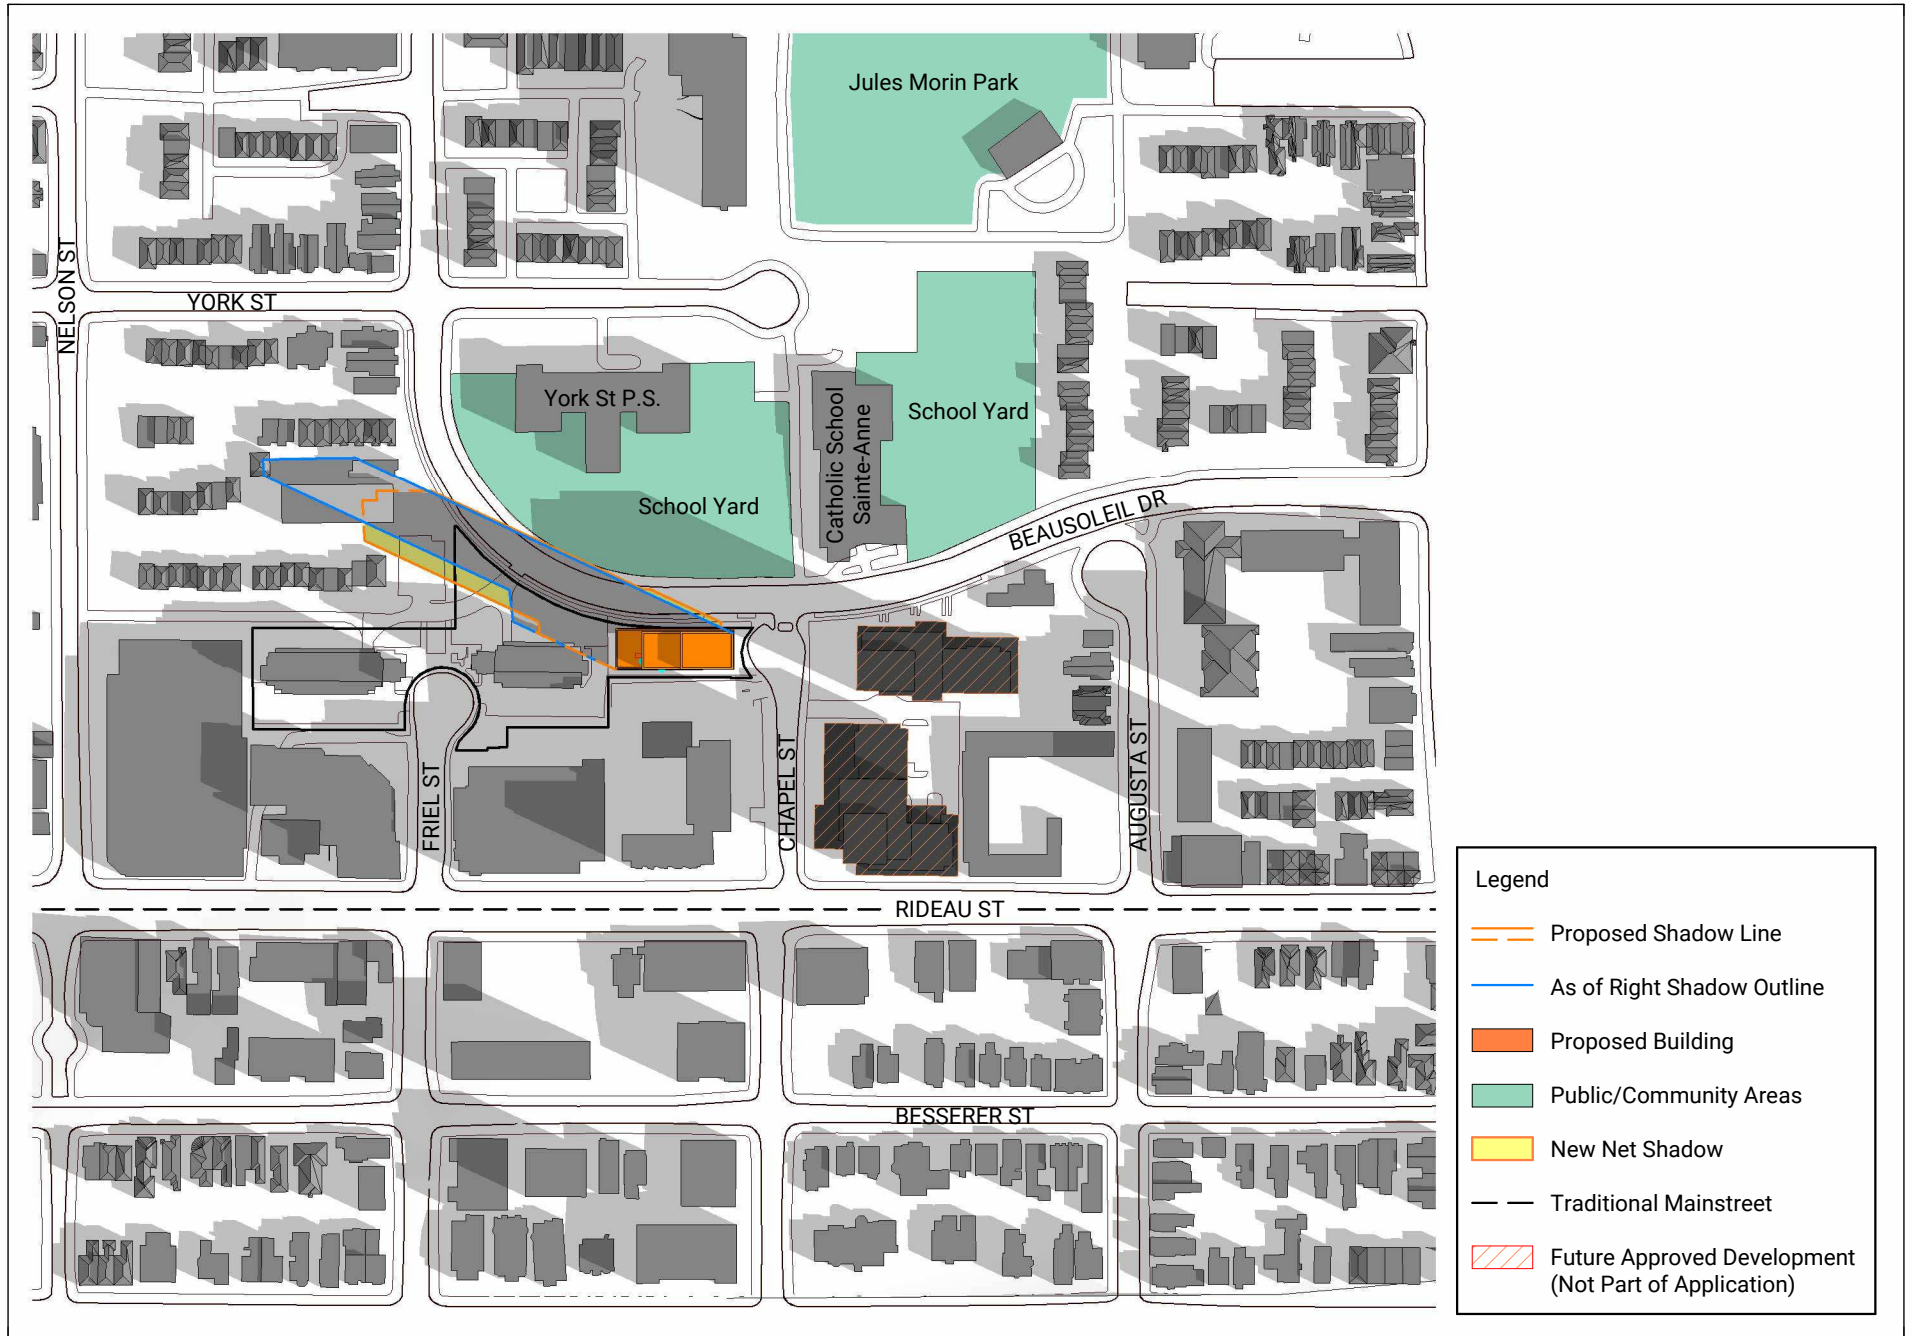 Jules Morin Park
NELSON ST
YORK ST
York St P.S.
Catholic School
Sainte-Anne
School Yard
School Yard
BEAUSOLEIL DR
FRIEL ST
CHAPEL ST
AUGUSTA ST
RIDEAU ST
BESSERER ST
Legend
Proposed Shadow Line
As of Right Shadow Outline
Proposed Building
Public/Community Areas
New Net Shadow
Traditional Mainstreet
Future Approved Development
(Not Part of Application)